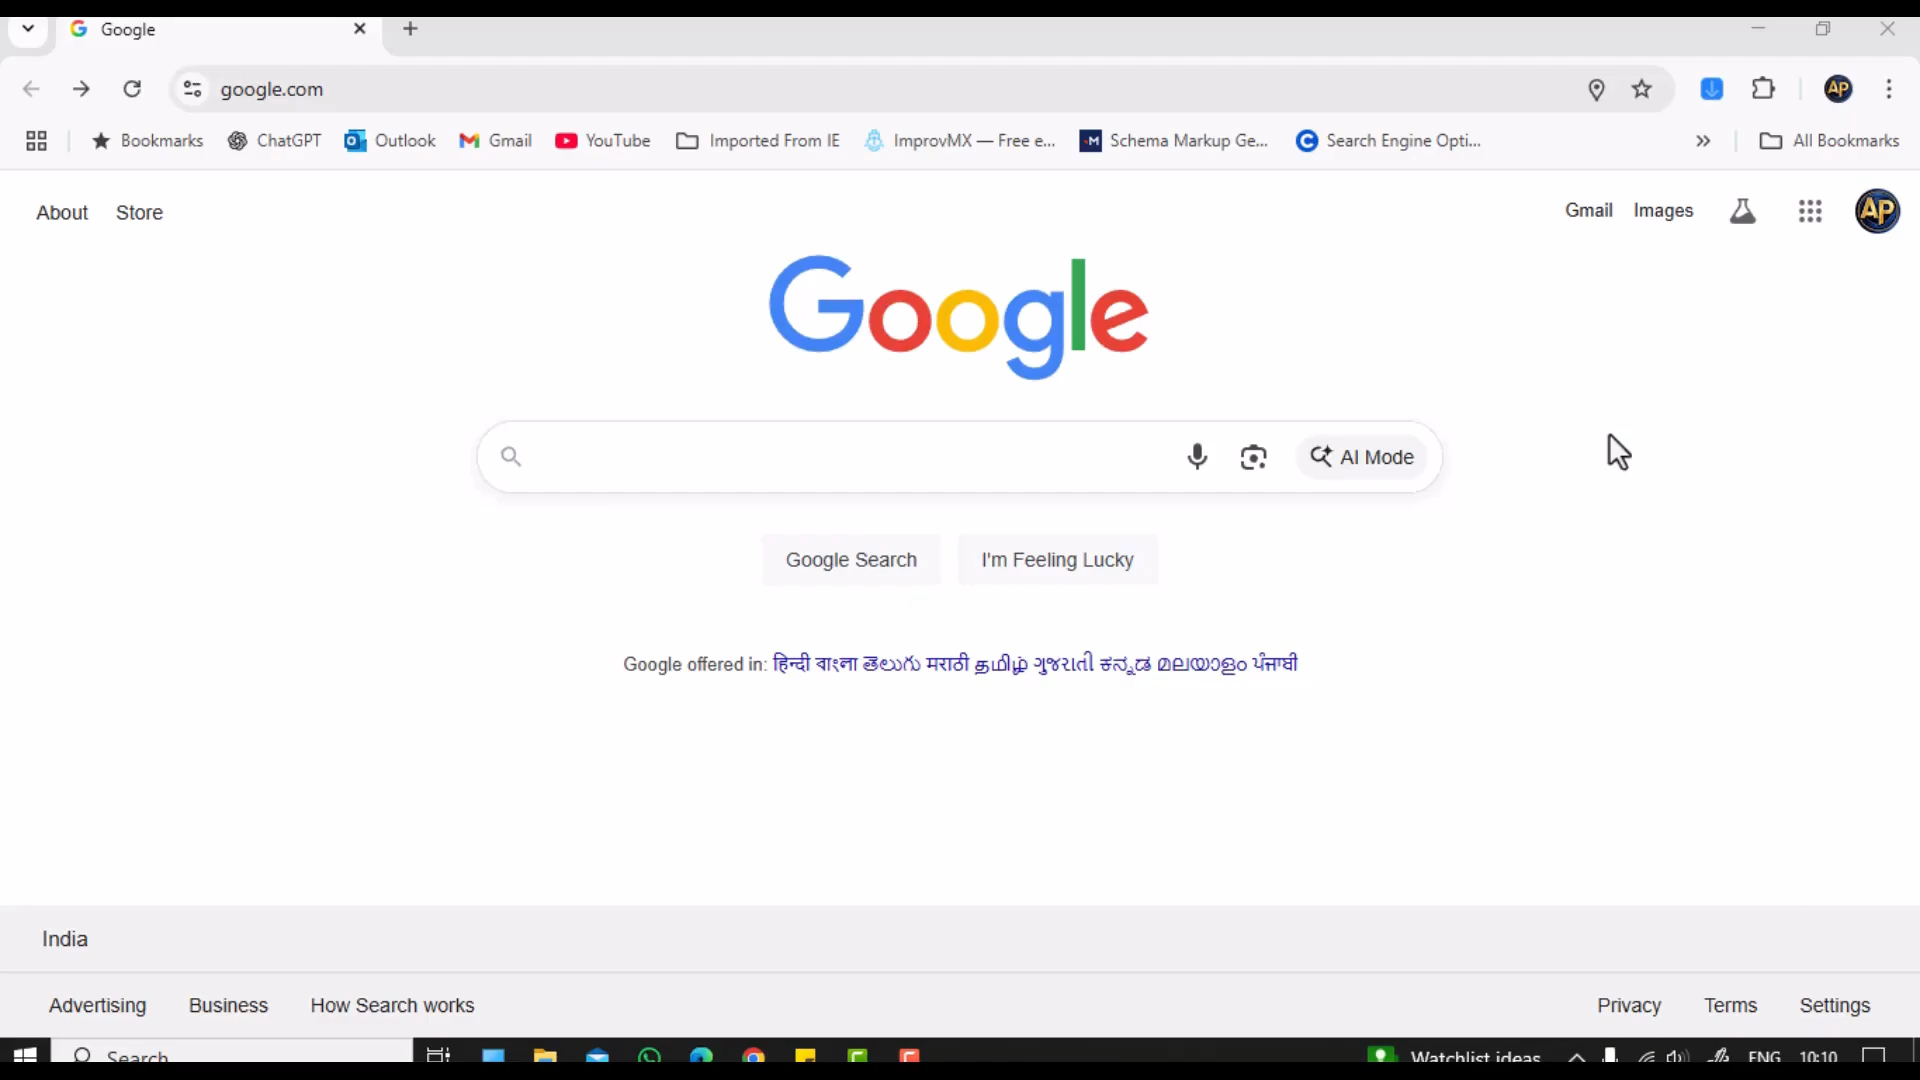 Google
google.com
AP
Bookmarks ChatGPT Outlook Gmail YouTube Imported From IE ImprovMX — Free e... Schema Markup Ge... Search Engine Opti... All Bookmarks
About Store Gmail Images AP
Google
AI Mode
Google Search I'm Feeling Lucky
Google offered in: हिन्दी বাংলা తెలుగు मराठी தமிழ் ગુજરાતી ಕನ್ನಡ മലയാളം ਪੰਜਾਬੀ
India
Advertising Business How Search works Privacy Terms Settings
Search Watchlist ideas ENG 10:10